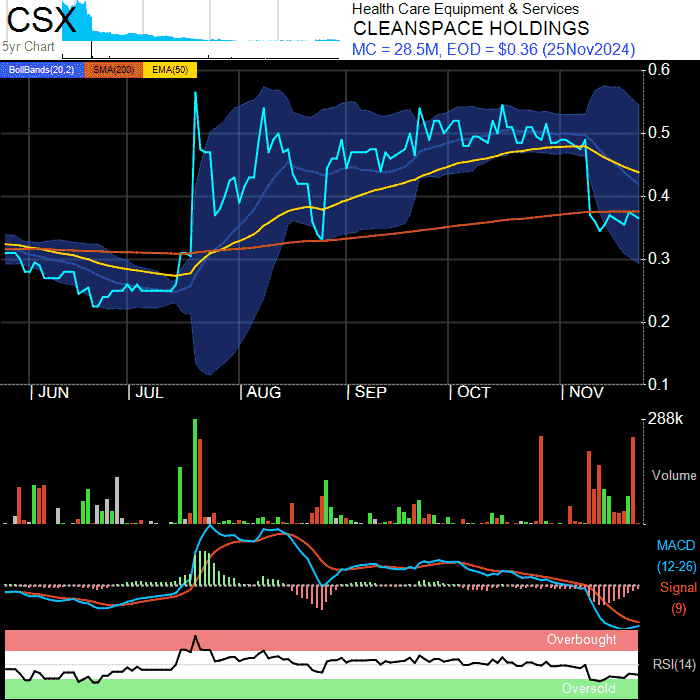 CSX
5yr Chart
Health Care Equipment & Services
CLEANSPACE HOLDINGS
MC = 28.5M, EOD = $0.36 (25Nov2024)
BollBands(20,2) SMA(200) EMA(50)
0.6
0.5
0.4
0.3
0.2
0.1
| JUN | JUL | AUG | SEP | OCT | NOV
288k
Volume
MACD
(12-26)
Signal
(9)
Overbought
RSI(14)
Oversold